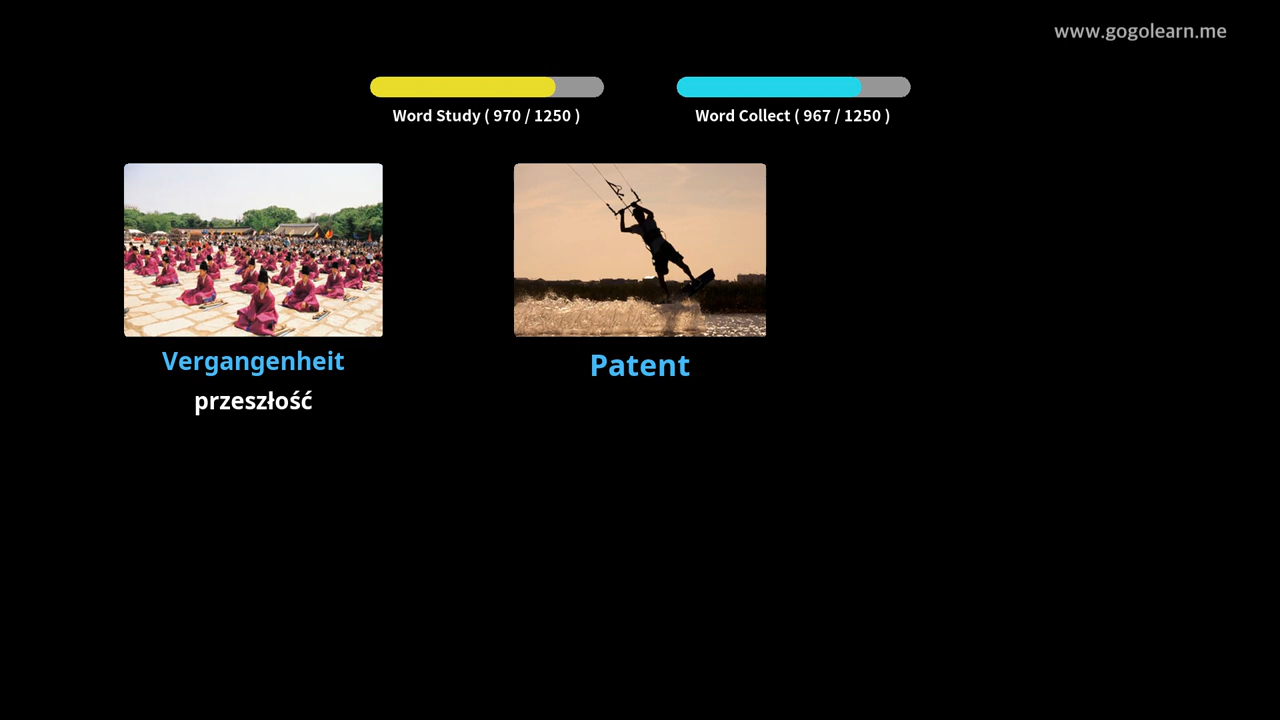 www.gogolearn.me
Word Study ( 970 / 1250 )
Word Collect ( 967 / 1250 )
Vergangenheit
przeszłość
Patent